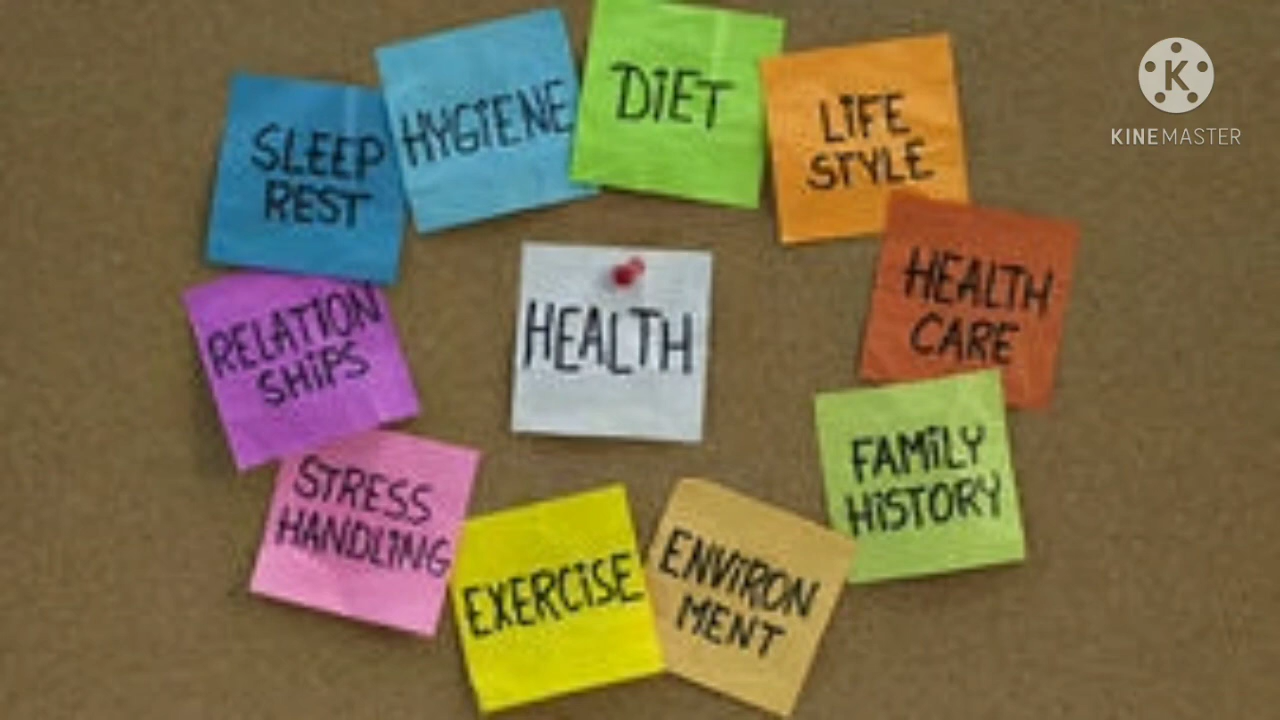 DIET
HYGIENE
LIFE
STYLE
SLEEP
REST
HEALTH
CARE
RELATION
SHIPS
HEALTH
FAMILY
HISTORY
STRESS
HANDLING
EXERCISE
ENVIRON
MENT
K
KINEMASTER